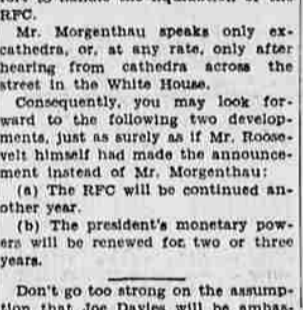 RFC.
Mr. Morgenthau speaks only ex-
cathedra, or, at any rate, only after
hearing from cathedra across the
street in the White House.
Consequently, you may look for-
ward to the following two develop-
ments, just as surely as if Mr. Roose-
velt himself had made the announce-
ment instead of Mr. Morgenthau:
(a) The RFC will be continued an-
other year.
(b) The president's monetary pow-
ers will be renewed for two or three
years.
Don't go too strong on the assump-
tion that Joe Davies will be ambas-